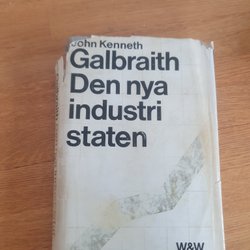 John Kenneth
Galbraith
Den nya
industri
staten
W&W